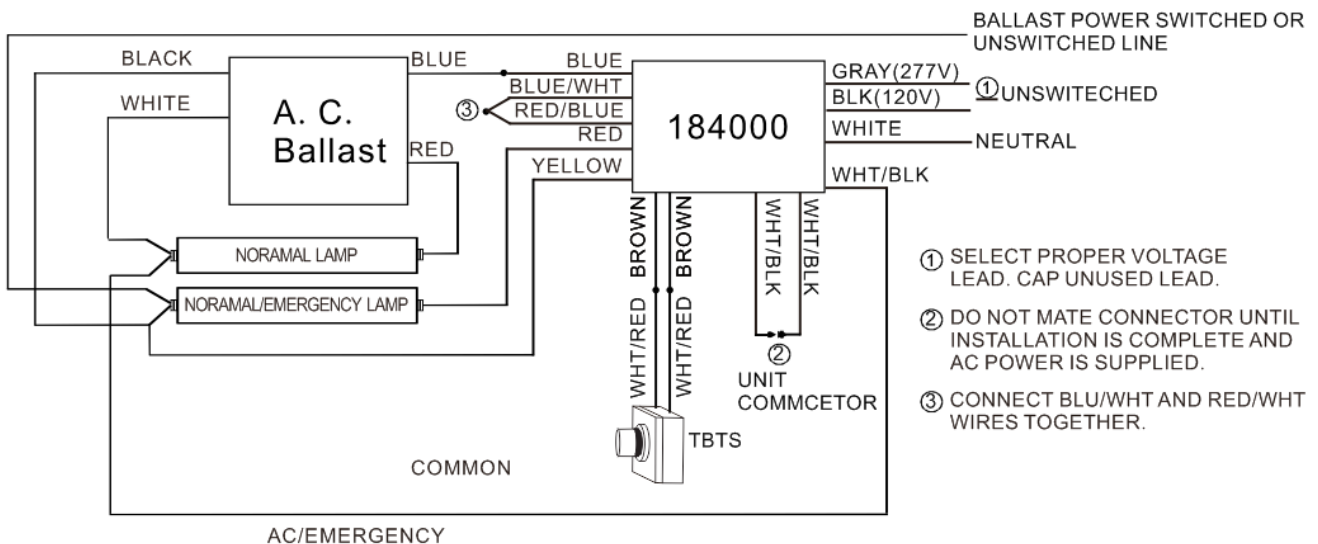 BALLAST POWER SWITCHED OR
UNSWITCHED LINE
BLACK
BLUE
BLUE
GRAY(277V)
BLUE/WHT
① UNSWITECHED
WHITE
A. C.
Ballast
③
RED/BLUE
184000
BLK(120V)
RED
WHITE
NEUTRAL
RED
YELLOW
WHT/BLK
NORAMAL LAMP
BROWN
BROWN
WHT/BLK
WHT/BLK
NORAMAL/EMERGENCY LAMP
WHT/RED
WHT/RED
②
UNIT
COMMCETOR
TBTS
COMMON
AC/EMERGENCY
① SELECT PROPER VOLTAGE
LEAD. CAP UNUSED LEAD.
② DO NOT MATE CONNECTOR UNTIL
INSTALLATION IS COMPLETE AND
AC POWER IS SUPPLIED.
③ CONNECT BLU/WHT AND RED/WHT
WIRES TOGETHER.